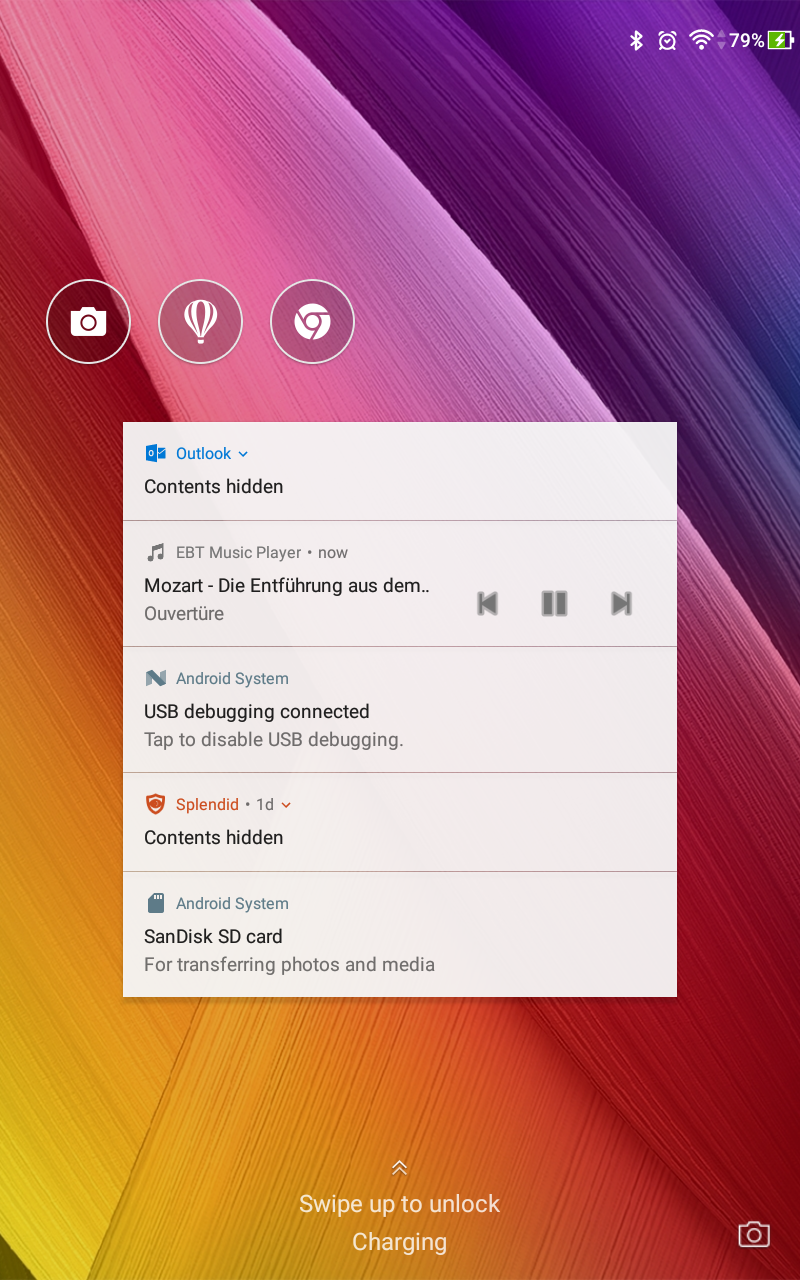 79%
Outlook
Contents hidden
EBT Music Player • now
Mozart - Die Entführung aus dem..
Ouvertüre
Android System
USB debugging connected
Tap to disable USB debugging.
Splendid • 1d
Contents hidden
Android System
SanDisk SD card
For transferring photos and media
Swipe up to unlock
Charging